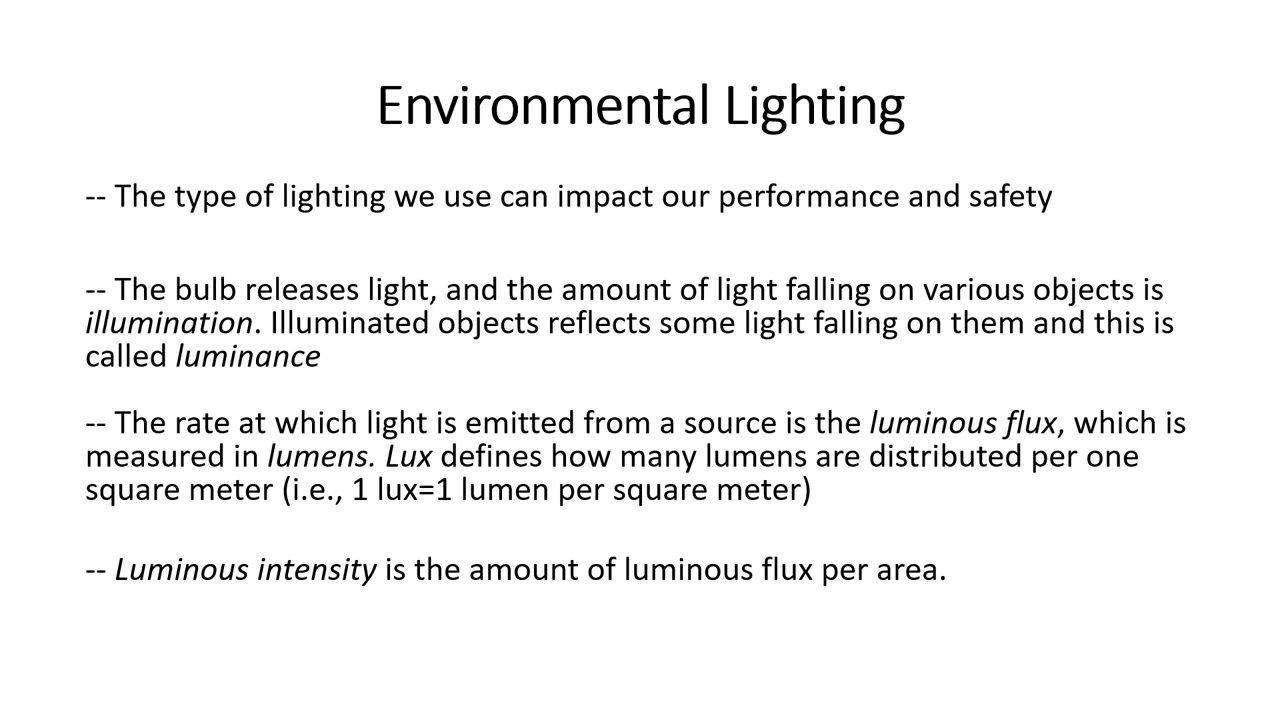 Environmental Lighting
-- The type of lighting we use can impact our performance and safety
-- The bulb releases light, and the amount of light falling on various objects is
illumination. Illuminated objects reflects some light falling on them and this is
called luminance
-- The rate at which light is emitted from a source is the luminous flux, which is
measured in lumens. Lux defines how many lumens are distributed per one
square meter (i.e., 1 lux=1 lumen per square meter)
-- Luminous intensity is the amount of luminous flux per area.